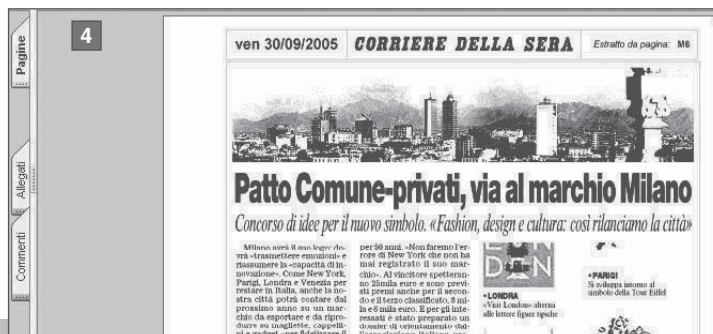 Pagine
Allegati
Commenti
4
ven 30/09/2005 CORRIERE DELLA SERA Estratto da pagina: M6
Patto Comune-privati, via al marchio Milano
Concorso di idee per il nuovo simbolo. «Fashion, design e cultura: così rilanciamo la città»
Milano avrà il suo logo: do-
vrà «trasmettere emozioni» e
riassumere la «capacità di in-
novazione». Come New York,
Parigi, Londra e Venezia per
restare in Italia, anche la no-
stra città potrà contare dal
prossimo anno su un mar-
chio da esportare e da ripro-
durre su magliette, cappelli-
per 50 anni. «Non faremo l'er-
rore di New York che non ha
mai registrato il suo mar-
chio». Al vincitore spetteran-
no 25mila euro e sono previ-
sti premi anche per il secon-
do e il terzo classificato, 8 mi-
la e 6 mila euro. E per gli inte-
ressati è stato preparato un
dossier di orientamento dal-
LON
DEN
• LONDRA
«Visit London» alterna
alle lettere figure tipiche
• PARIGI
Si sviluppa intorno al
simbolo della Tour Eiffel